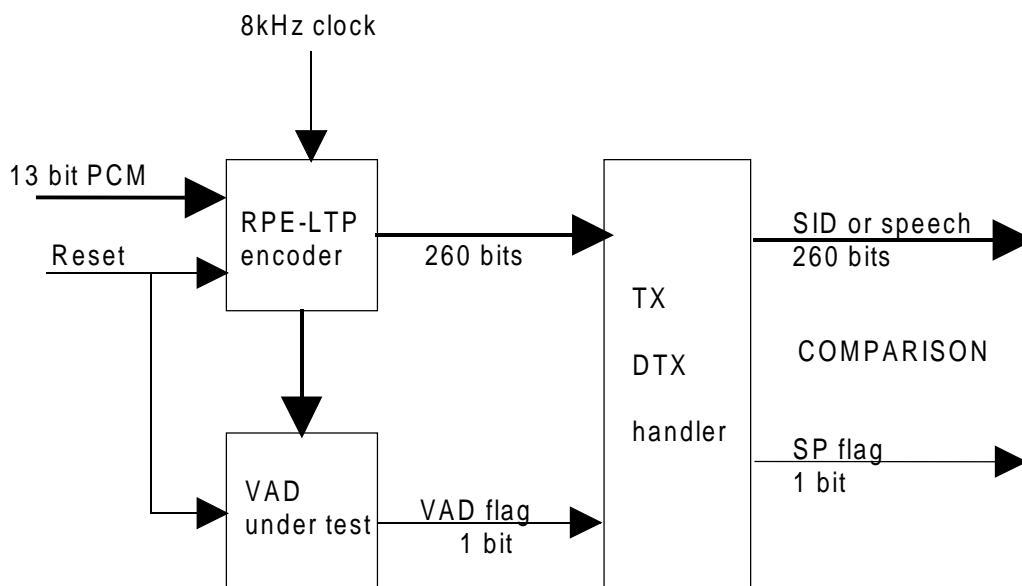 8kHz clock
13 bit PCM
Reset
RPE-LTP
encoder
260 bits
SID or speech
260 bits
TX
DTX
handler
COMPARISON
VAD
under test
VAD flag
1 bit
SP flag
1 bit